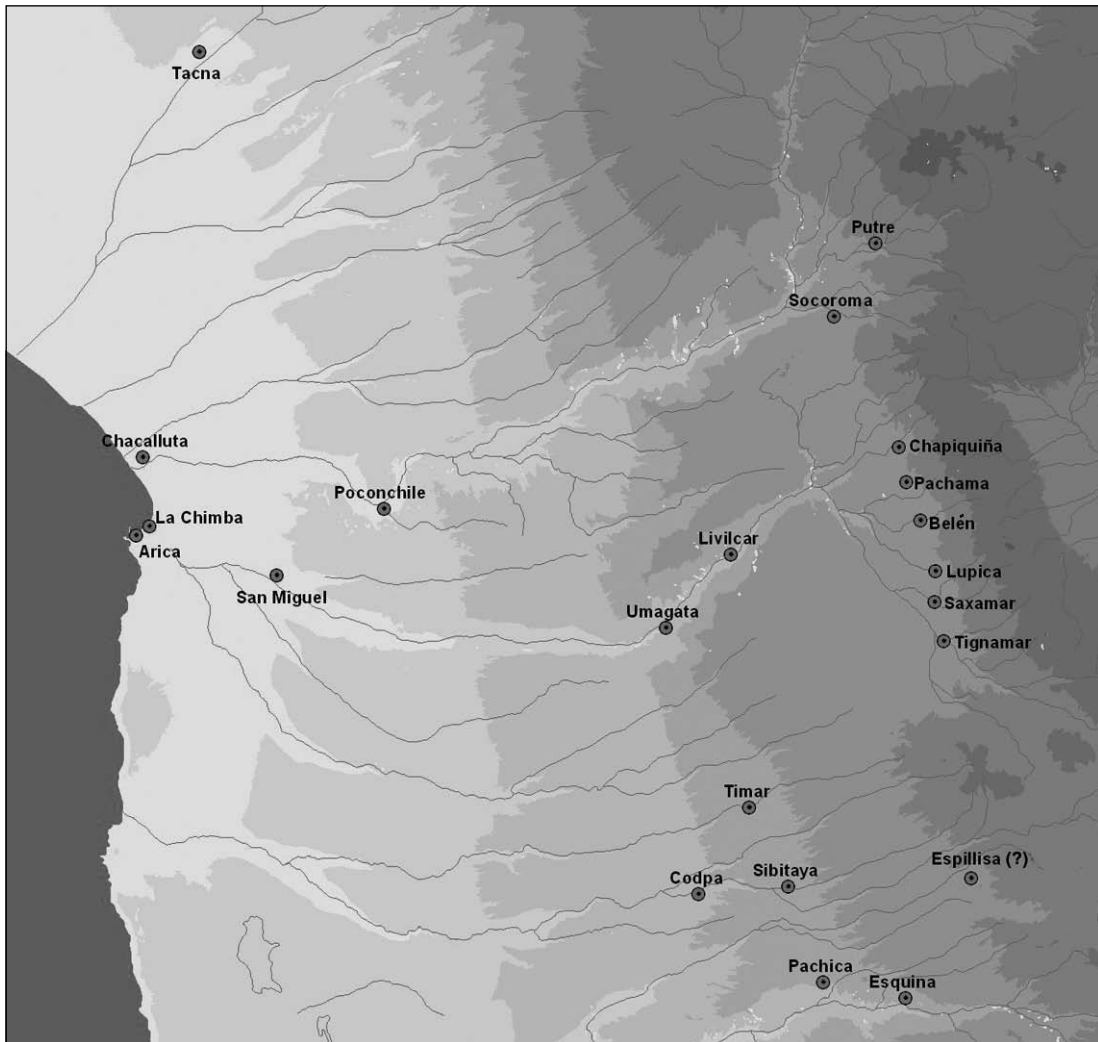 Tacna
Putre
Socoroma
Chacalluta
Chapiquiña
Poconchile
Pachama
La Chimba
Belén
Arica
Livilcar
San Miguel
Lupica
Umagata
Saxamar
Tignamar
Timar
Espillisa (?)
Codpa
Sibitaya
Pachica
Esquina